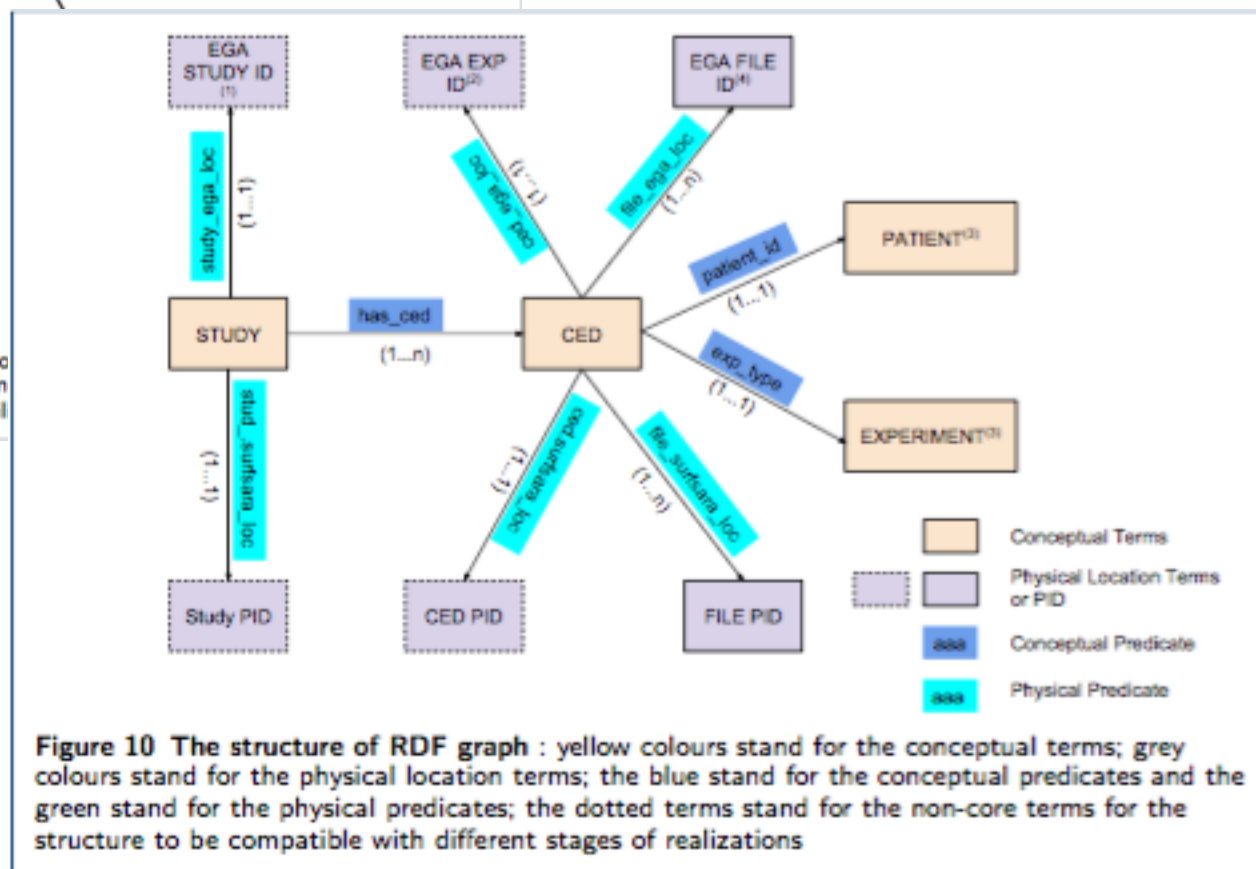 EGA
STUDY ID
(1)
EGA EXP
ID(2)
EGA FILE
ID(4)
study_ega_loc
(1...1)
ced_ega_loc
(1...1)
file_ega_loc
(1...n)
patient_id
(1...1)
PATIENT(3)
STUDY
has_ced
(1...n)
CED
exp_type
(1...1)
EXPERIMENT(3)
stud_surfsara_loc
(1...1)
ced_surfsara_loc
(1...1)
file_surfsara_loc
(1...n)
Study PID
CED PID
FILE PID
Conceptual Terms
Physical Location Terms
or PID
aaa Conceptual Predicate
aaa Physical Predicate
Figure 10 The structure of RDF graph : yellow colours stand for the conceptual terms; grey
colours stand for the physical location terms; the blue stand for the conceptual predicates and the
green stand for the physical predicates; the dotted terms stand for the non-core terms for the
structure to be compatible with different stages of realizations